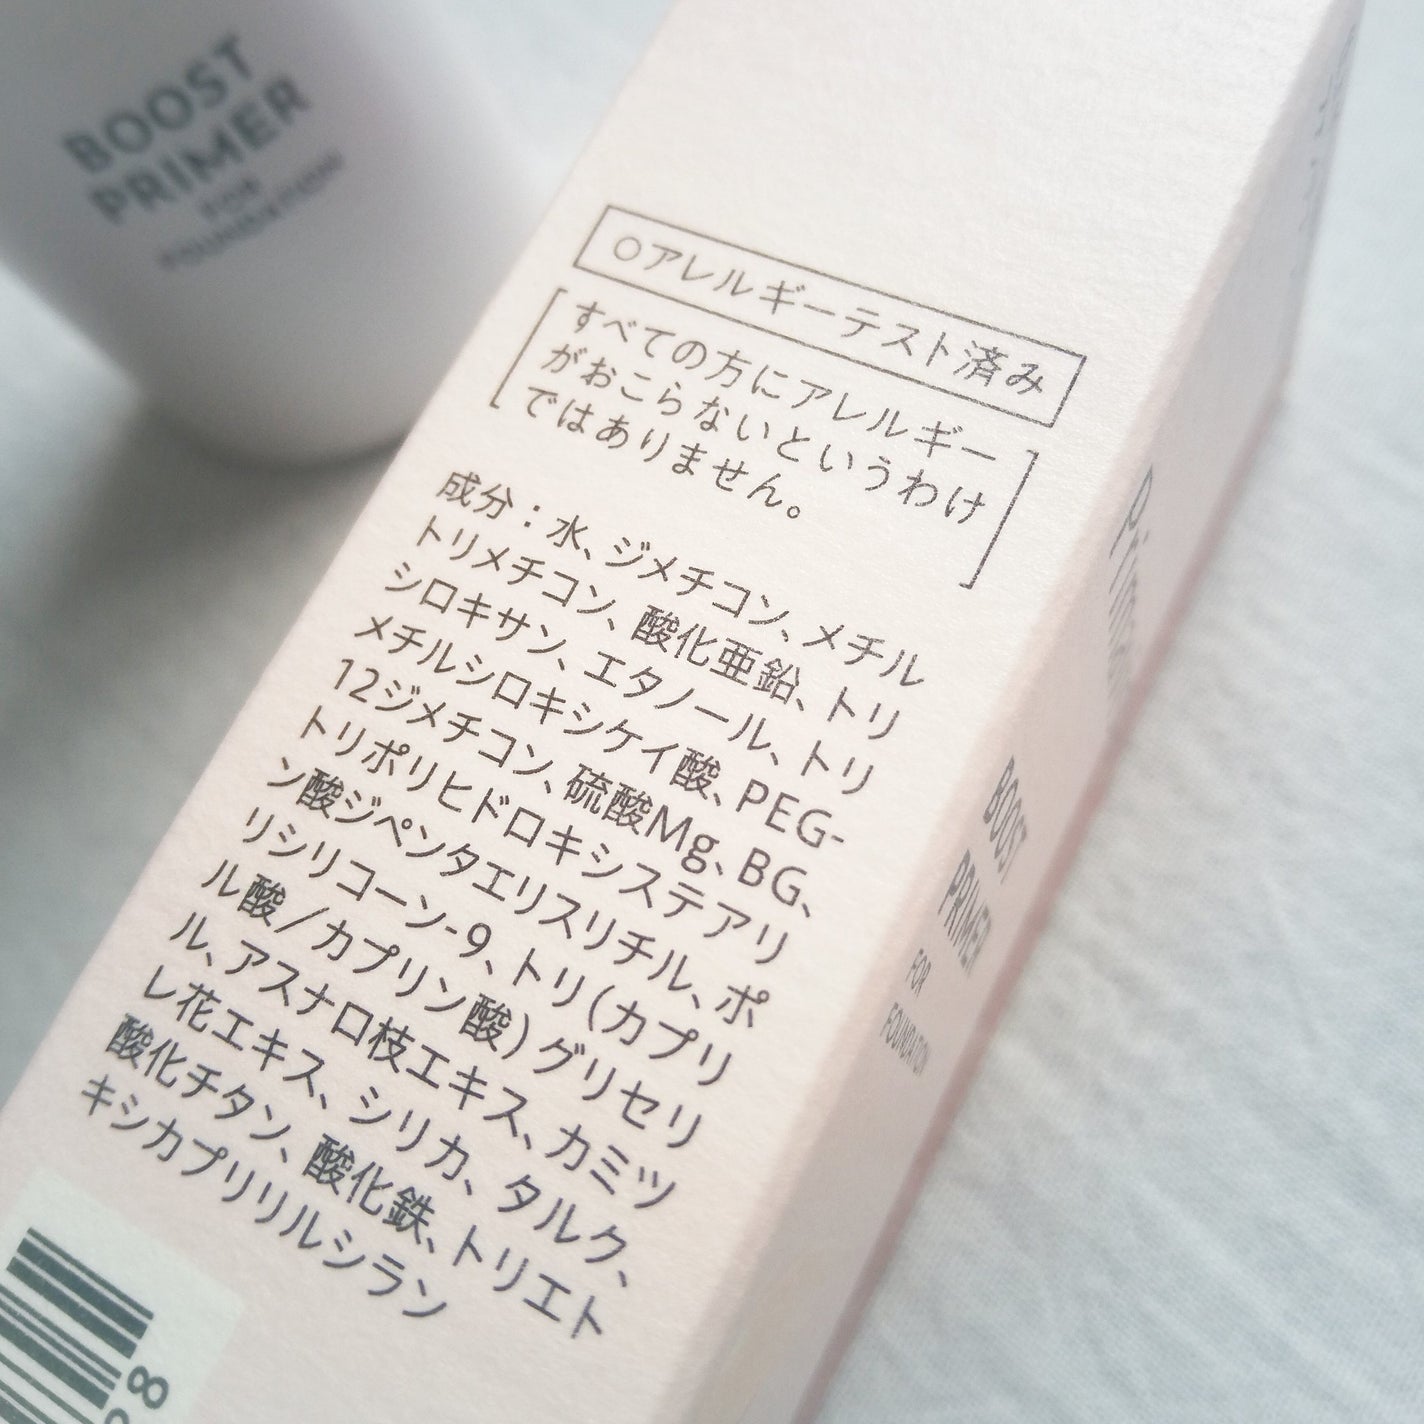 BOOST
PRIMER
FOR
FOUNDATION
○アレルギーテスト済み
すべての方にアレルギー
がおこらないというわけ
ではありません。
成分：水、ジメチコン、メチル
トリメチコン、酸化亜鉛、トリ
シロキサン、エタノール、トリ
メチルシロキシケイ酸、PEG-
12ジメチコン、硫酸Mg、BG、
トリポリヒドロキシステアリ
ン酸ジペンタエリスリチル、ポ
リシリコーン-9、トリ(カプリ
ル酸/カプリン酸)グリセリ
ル、アスナロ枝エキス、カミツ
レ花エキス、シリカ、タルク、
酸化チタン、酸化鉄、トリエト
キシカプリリルシラン
Primer
BOOST
PRIMER
FOR
FOUNDATION
8